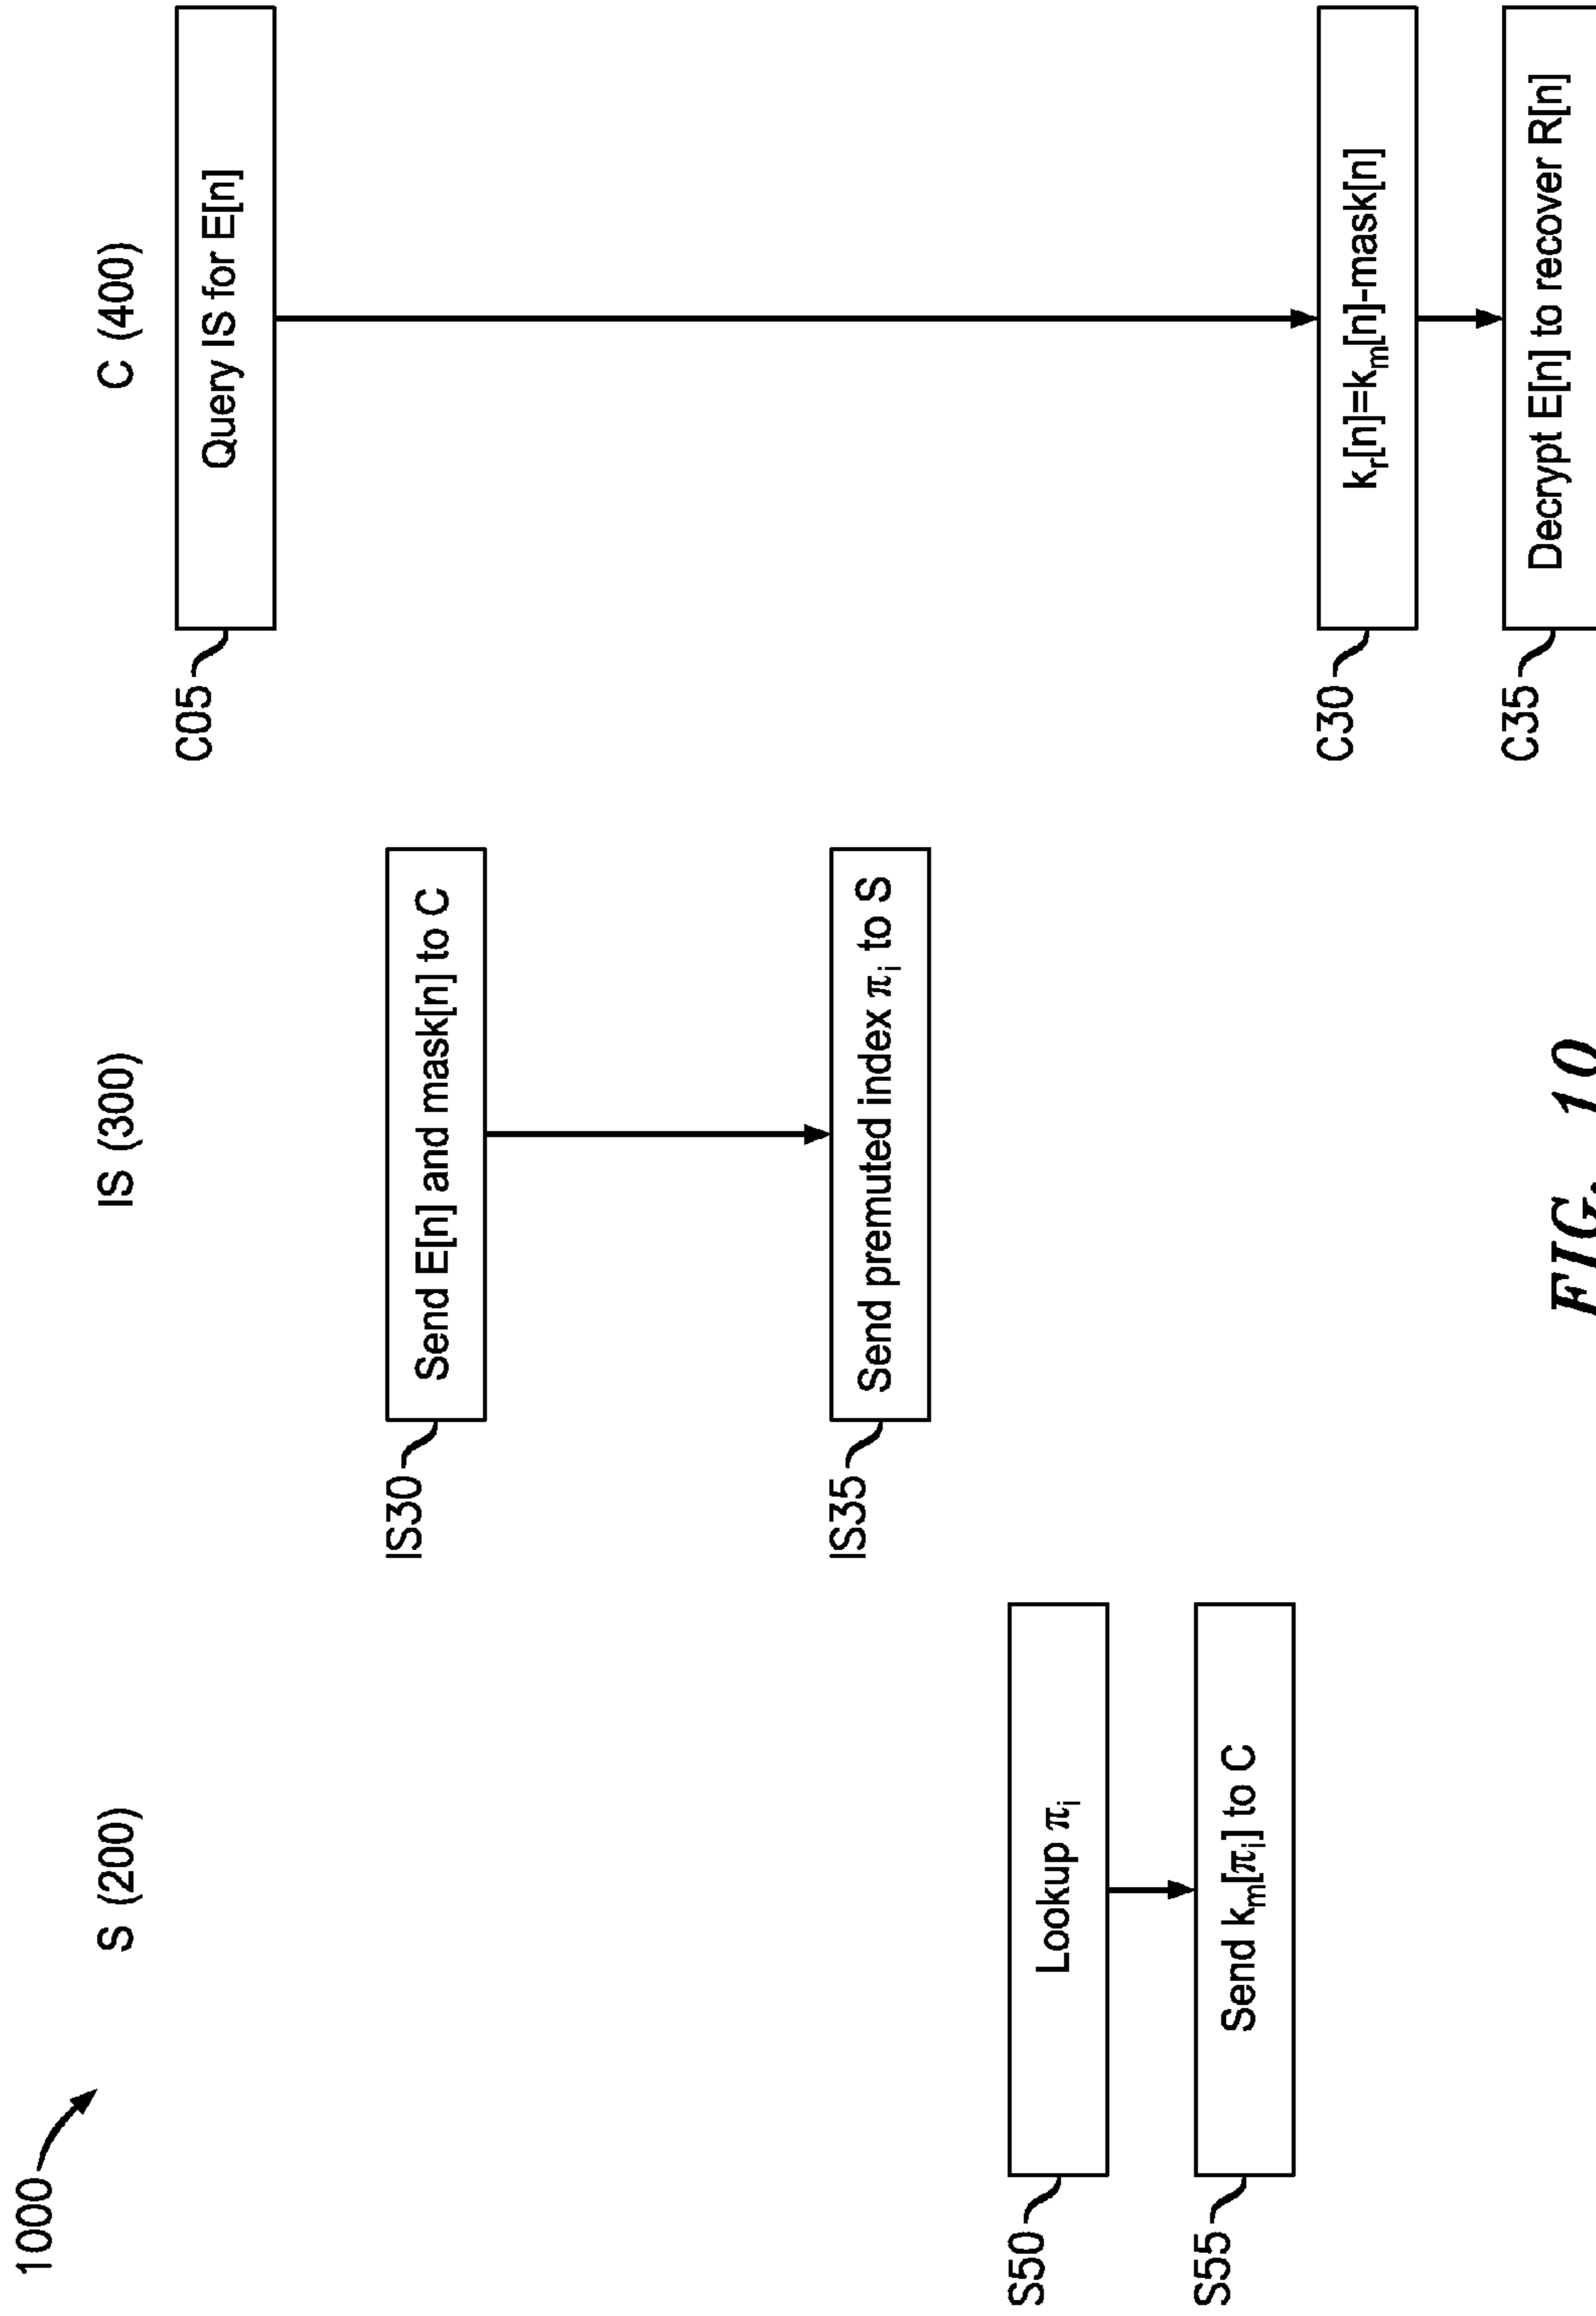 1000
S (200)
IS (300)
C (400)
C05
Query IS for E[n]
IS30
Send E[n] and mask[n] to C
IS35
Send premuted index πi to S
S50
Lookup πi
S55
Send km[πi] to C
C30
kr[n]=km[n]-mask[n]
C35
Decrypt E[n] to recover R[n]
FIG. 10